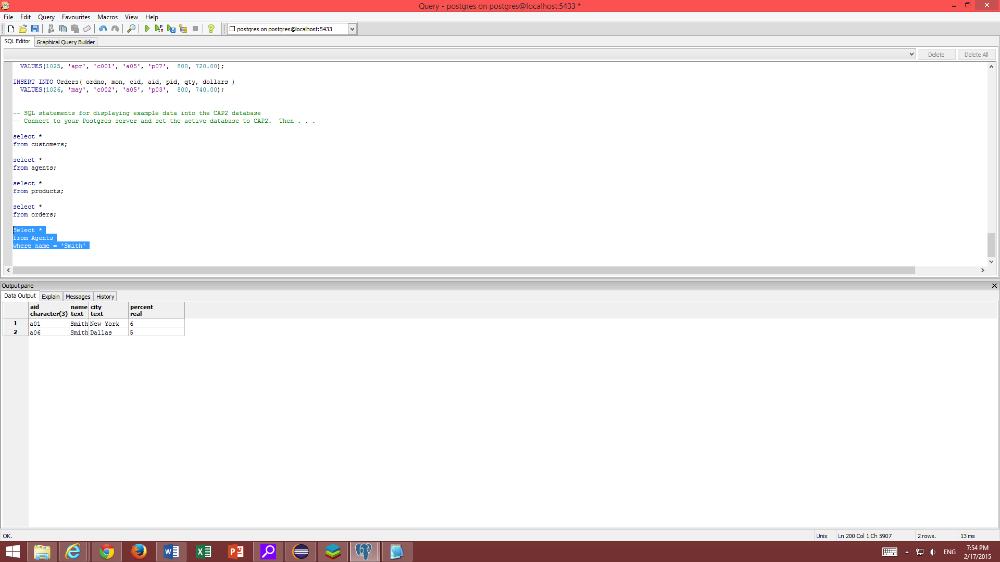 Query - postgres on postgres@localhost:5433 *
File Edit Query Favourites Macros View Help
postgres on postgres@localhost:5433
SQL Editor Graphical Query Builder
Delete Delete All
VALUES(1025, 'apr', 'c001', 'a05', 'p07',  800, 720.00);
INSERT INTO Orders( ordno, mon, cid, aid, pid, qty, dollars )
VALUES(1026, 'may', 'c002', 'a05', 'p03',  800, 740.00);
-- SQL statements for displaying example data into the CAP2 database
-- Connect to your Postgres server and set the active database to CAP2.  Then . . .
select *
from customers;
select *
from agents;
select *
from products;
select *
from orders;
Select *
from Agents
where name = 'Smith'
Output pane
Data Output Explain Messages History
aid name city percent
character(3) text text real
1 a01 Smith New York 6
2 a06 Smith Dallas 5
OK. Unix Ln 200 Col 1 Ch 5907 2 rows. 13 ms
ENG 7:54 PM
2/17/2015